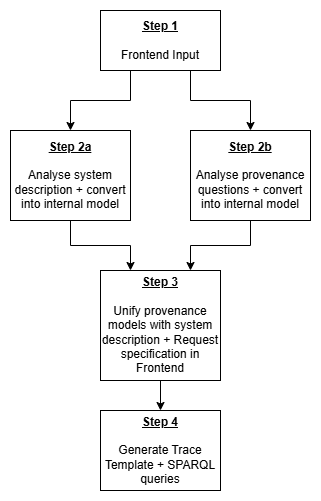 Step 1
Frontend Input
Step 2a
Analyse system
description + convert
into internal model
Step 2b
Analyse provenance
questions + convert
into internal model
Step 3
Unify provenance
models with system
description + Request
specification in
Frontend
Step 4
Generate Trace
Template + SPARQL
queries